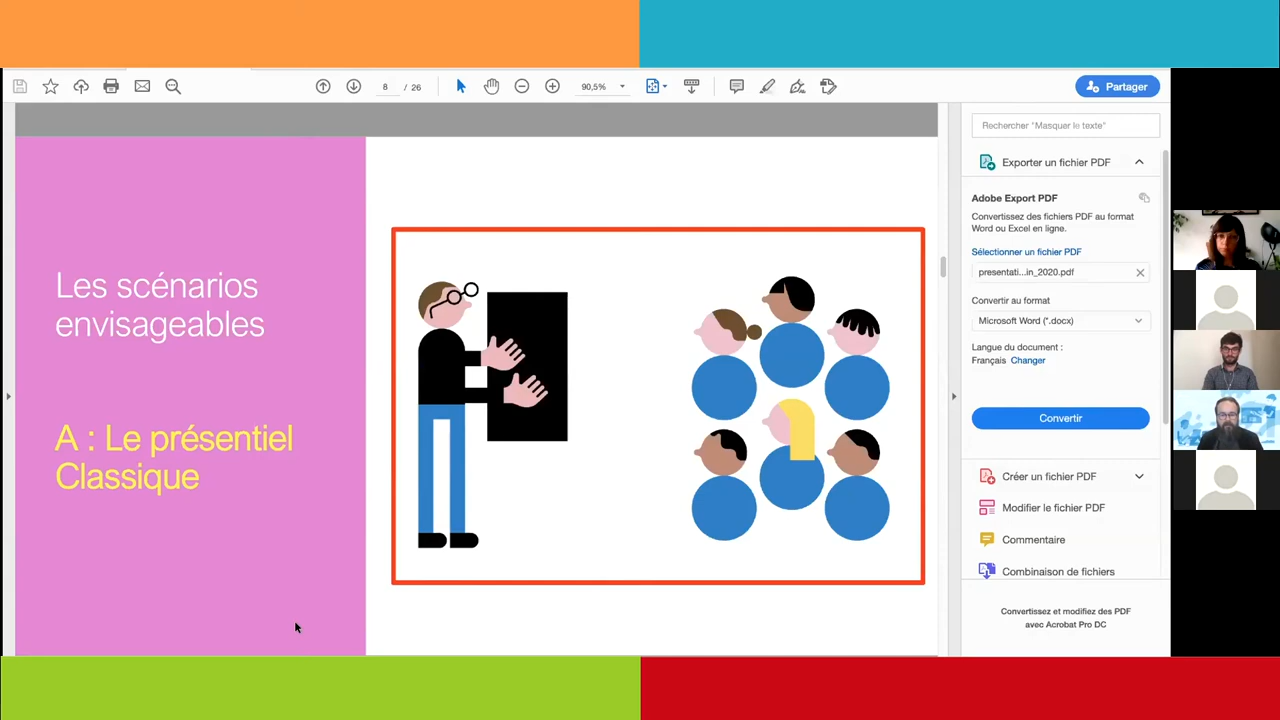 8 / 26
90,5%
Partager
Les scénarios
envisageables
A : Le présentiel
Classique
Rechercher "Masquer le texte"
Exporter un fichier PDF
Adobe Export PDF
Convertissez des fichiers PDF au format
Word ou Excel en ligne.
Sélectionner un fichier PDF
presentati...in_2020.pdf
Convertir au format
Microsoft Word (*.docx)
Langue du document :
Français Changer
Convertir
Créer un fichier PDF
Modifier le fichier PDF
Commentaire
Combinaison de fichiers
Convertissez et modifiez des PDF
avec Acrobat Pro DC